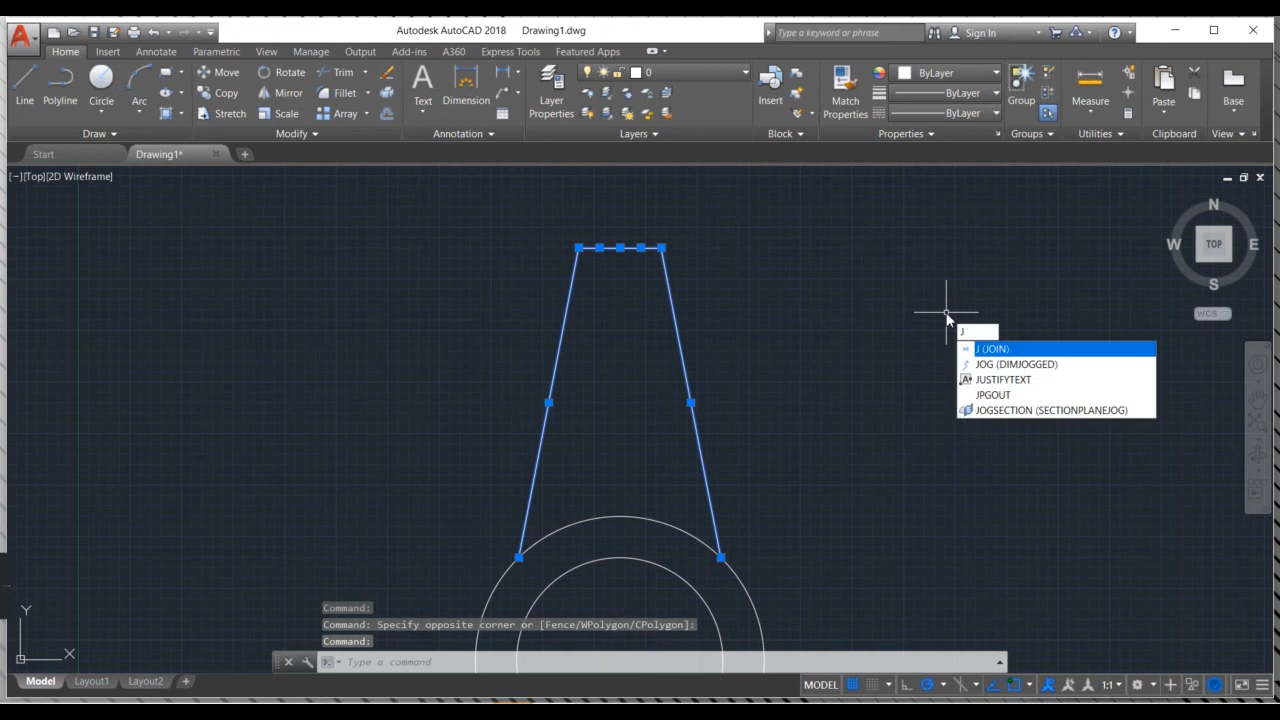 Autodesk AutoCAD 2018 Drawing1.dwg
Type a keyword or phrase
Sign In
Home Insert Annotate Parametric View Manage Output Add-ins A360 Express Tools Featured Apps
Line Polyline Circle Arc
Move Rotate Trim
Copy Mirror Fillet
Stretch Scale Array
Text Dimension
Layer
Properties
0
Insert
Match
Properties
ByLayer
ByLayer
ByLayer
Group
Measure
Paste
Base
Draw Modify Annotation Layers Block Properties Groups Utilities Clipboard View
Start Drawing1*
[−][Top][2D Wireframe]
N
W TOP E
S
WCS
J
J (JOIN)
JOG (DIMJOGGED)
JUSTIFYTEXT
JPGOUT
JOGSECTION (SECTIONPLANEJOG)
Y
X
Command:
Command: Specify opposite corner or [Fence/WPolygon/CPolygon]:
Command:
Type a command
Model Layout1 Layout2
MODEL 1:1